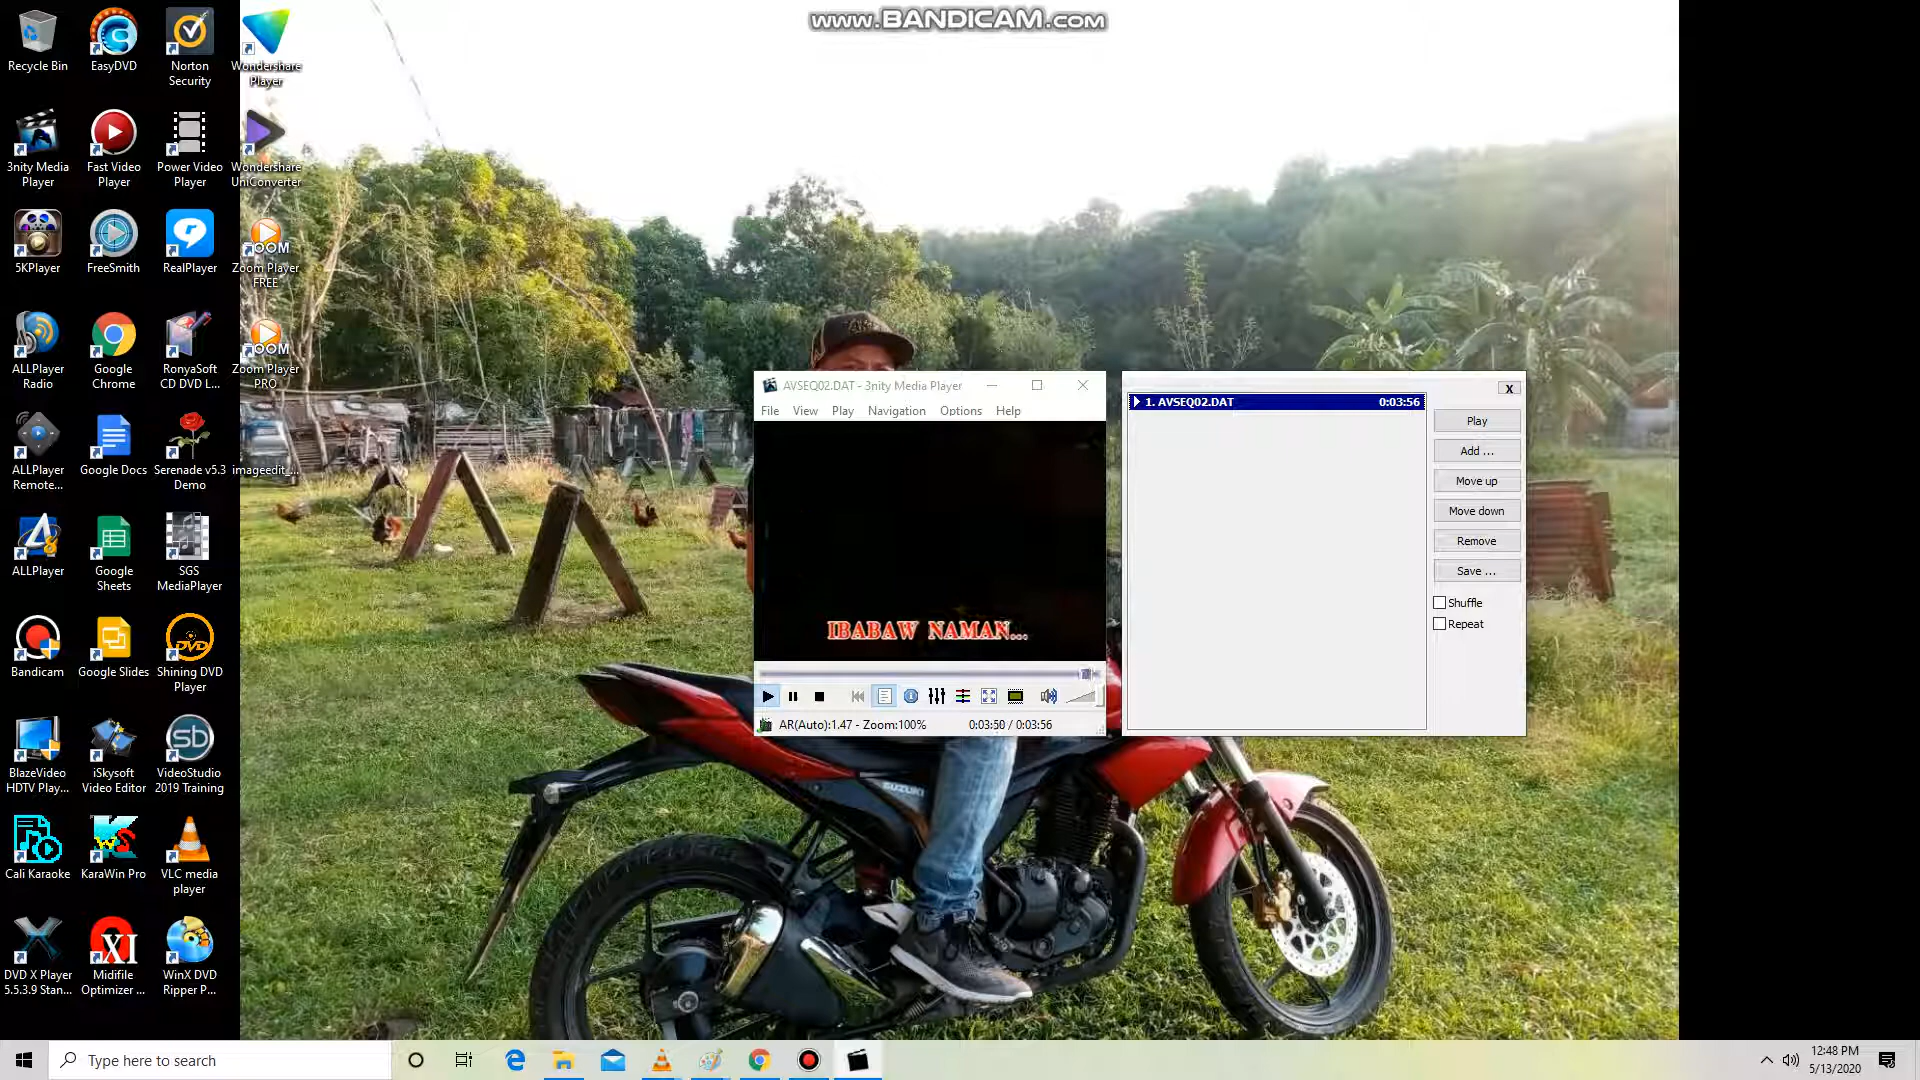 www.BANDICAM.com
Recycle Bin
EasyDVD
Norton
Security
Wondershare
Player
3nity Media
Player
Fast Video
Player
Power Video
Player
Wondershare
UniConverter
5KPlayer
FreeSmith
RealPlayer
ZOOM
Zoom Player
FREE
ALLPlayer
Radio
Google
Chrome
RonyaSoft
CD DVD L...
ZOOM
Zoom Player
PRO
ALLPlayer
Remote...
Google Docs
Serenade v5.3
Demo
imageedit_...
ALLPlayer
Google
Sheets
SGS
MediaPlayer
Bandicam
Google Slides
DVD
Shining DVD
Player
BlazeVideo
HDTV Play...
iSkysoft
Video Editor
sb
VideoStudio
2019 Training
Cali Karaoke
KaraWin Pro
VLC media
player
DVD X Player
5.5.3.9 Stan...
XI
Midifile
Optimizer ...
WinX DVD
Ripper P...
AVSEQ02.DAT - 3nity Media Player
File View Play Navigation Options Help
IBABAW NAMAN...
AR(Auto):1.47 - Zoom:100%
0:03:50 / 0:03:56
X
1. AVSEQ02.DAT 0:03:56
Play
Add ...
Move up
Move down
Remove
Save ...
Shuffle
Repeat
SUZUKI
Type here to search
12:48 PM
5/13/2020